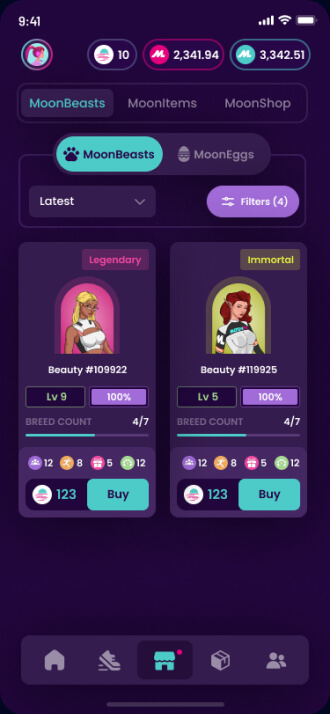 9:41
10 2,341.94 3,342.51
MoonBeasts MoonItems MoonShop
MoonBeasts MoonEggs
Latest Filters (4)
Legendary
Beauty #109922
Lv 9 100%
BREED COUNT 4/7
12 8 5 12
123 Buy
Immortal
Beauty #119925
Lv 5 100%
BREED COUNT 4/7
12 8 5 12
123 Buy